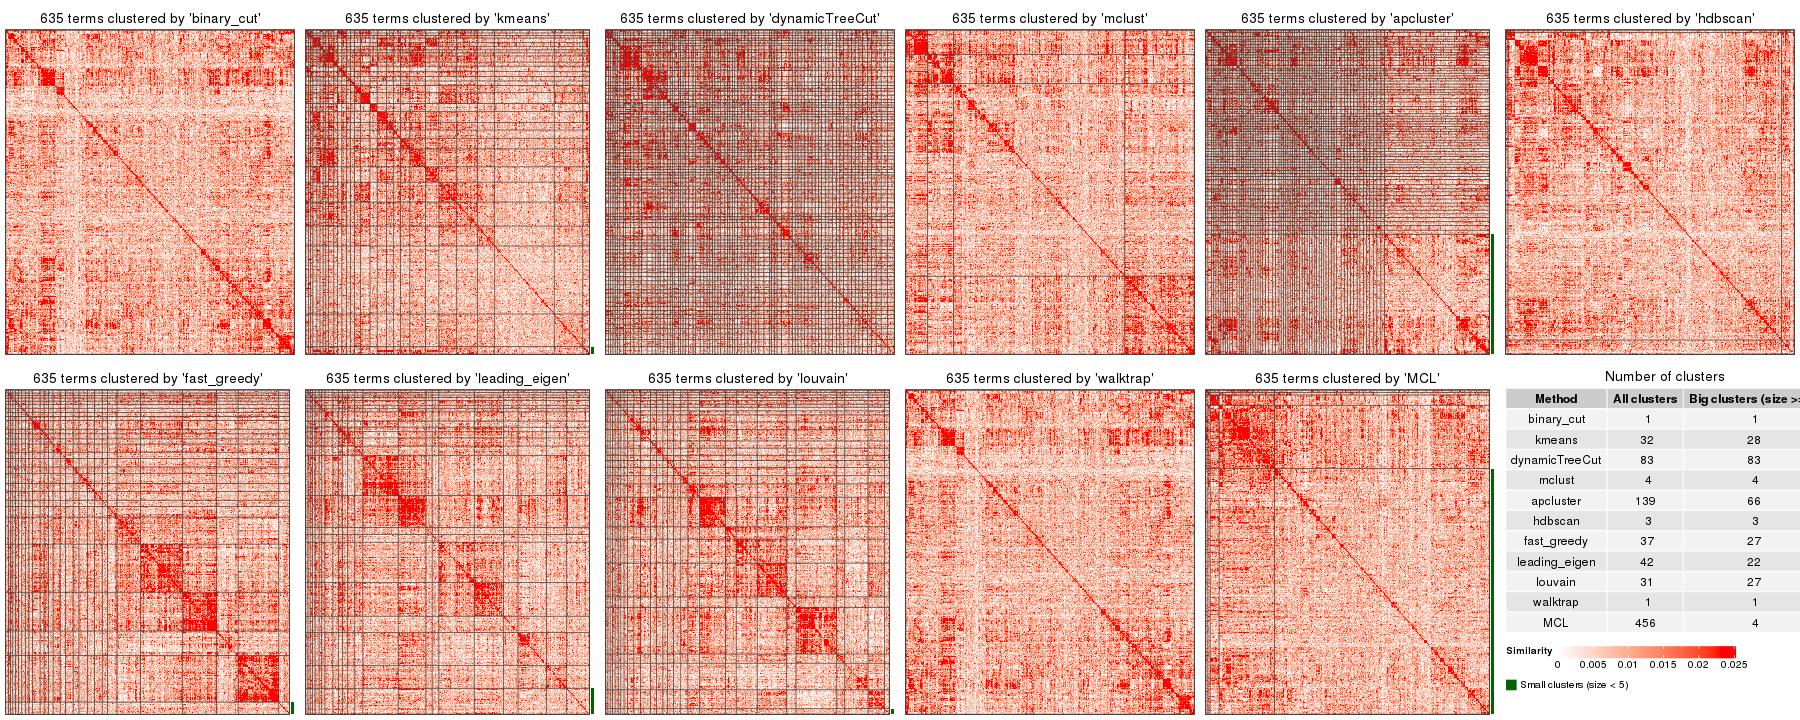 635 terms clustered by 'binary_cut'
635 terms clustered by 'kmeans'
635 terms clustered by 'dynamicTreeCut'
635 terms clustered by 'mclust'
635 terms clustered by 'apcluster'
635 terms clustered by 'hdbscan'
635 terms clustered by 'fast_greedy'
635 terms clustered by 'leading_eigen'
635 terms clustered by 'louvain'
635 terms clustered by 'walktrap'
635 terms clustered by 'MCL'
Number of clusters
Method All clusters Big clusters (size >=
binary_cut 1 1
kmeans 32 28
dynamicTreeCut 83 83
mclust 4 4
apcluster 139 66
hdbscan 3 3
fast_greedy 37 27
leading_eigen 42 22
louvain 31 27
walktrap 1 1
MCL 456 4
Similarity
0 0.005 0.01 0.015 0.02 0.025
Small clusters (size < 5)